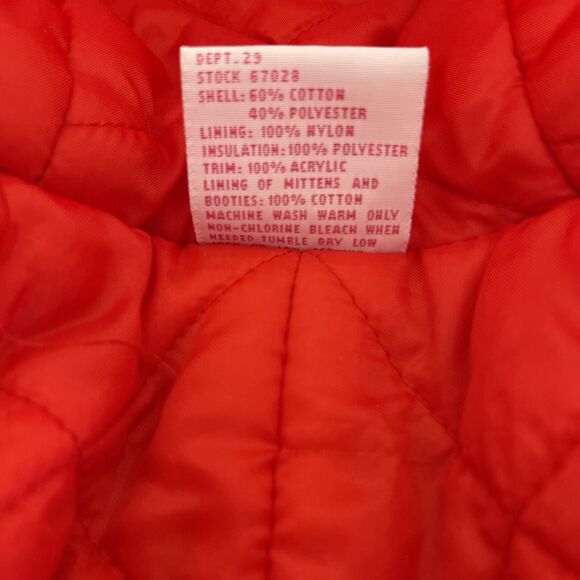 DEPT.29
STOCK 67028
SHELL: 60% COTTON
40% POLYESTER
LINING: 100% NYLON
INSULATION: 100% POLYESTER
TRIM: 100% ACRYLIC
LINING OF MITTENS AND
BOOTIES: 100% COTTON
MACHINE WASH WARM ONLY
NON-CHLORINE BLEACH WHEN
NEEDED TUMBLE DRY LOW